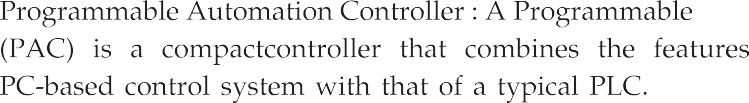 Programmable Automation Controller : A Programmable
(PAC) is a compactcontroller that combines the features
PC-based control system with that of a typical PLC.